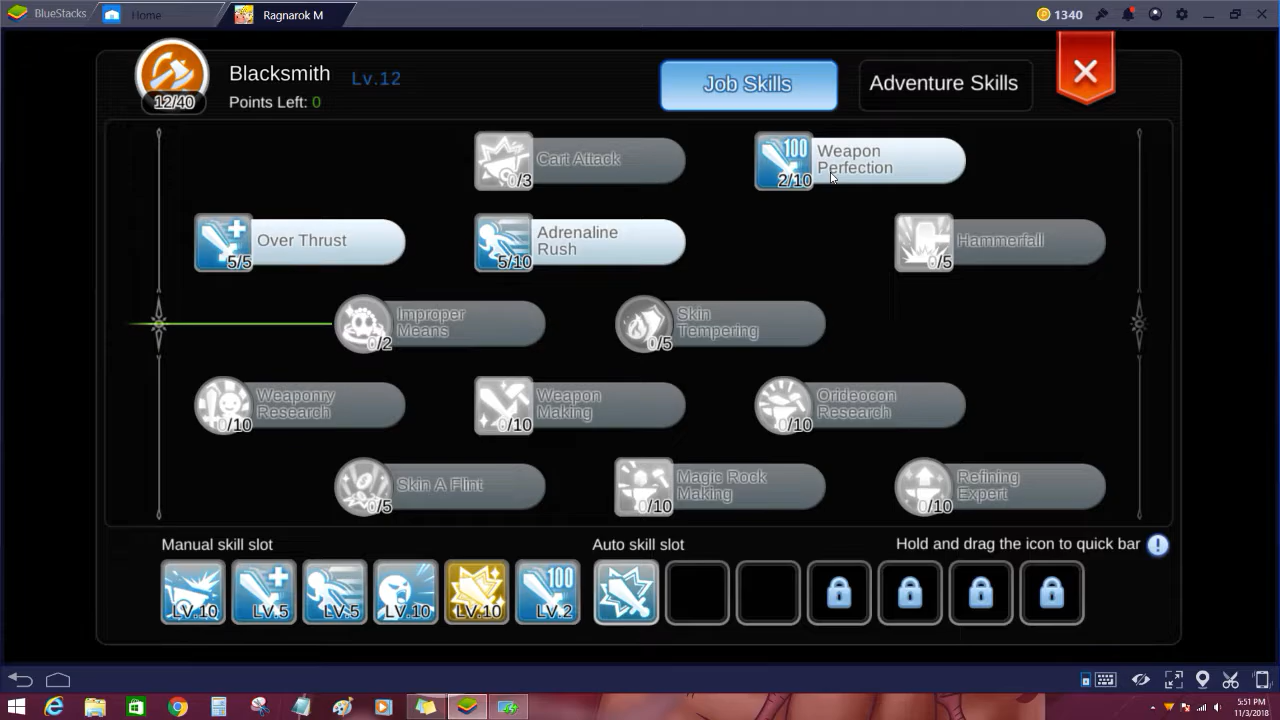 BlueStacks
Home
Ragnarok M
1340
Blacksmith
Lv.12
Points Left: 0
12/40
Job Skills
Adventure Skills
Cart Attack
0/3
100
Weapon
Perfection
2/10
Over Thrust
5/5
Adrenaline
Rush
5/10
Hammerfall
0/5
Improper
Means
0/2
Skin
Tempering
0/5
Weaponry
Research
0/10
Weapon
Making
0/10
Orideocon
Research
0/10
Skin A Flint
0/5
Magic Rock
Making
0/10
Refining
Expert
0/10
Manual skill slot
Auto skill slot
Hold and drag the icon to quick bar
LV.10
LV.5
LV.5
LV.10
LV.10
100
LV.2
5:51 PM
11/3/2018